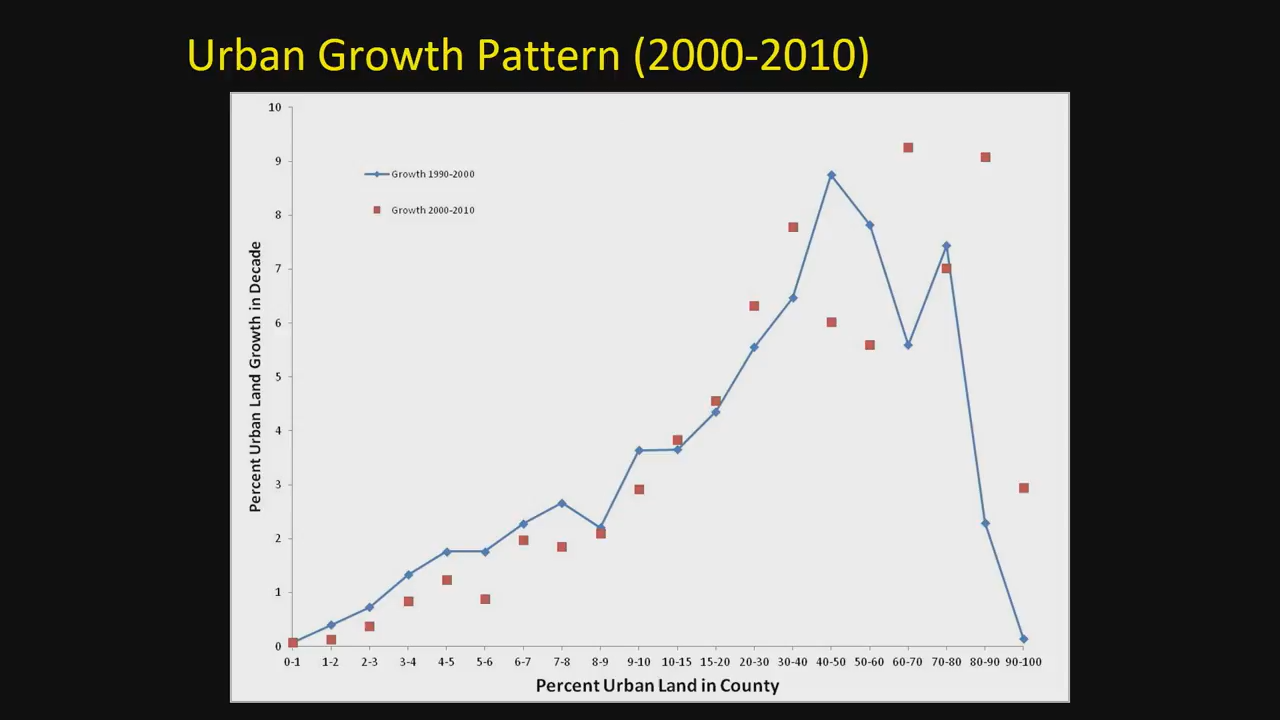 Urban Growth Pattern (2000-2010)
10
9
8
7
6
5
4
3
2
1
0
Growth 1990-2000
Growth 2000-2010
Percent Urban Land Growth in Decade
0-1 1-2 2-3 3-4 4-5 5-6 6-7 7-8 8-9 9-10 10-15 15-20 20-30 30-40 40-50 50-60 60-70 70-80 80-90 90-100
Percent Urban Land in County